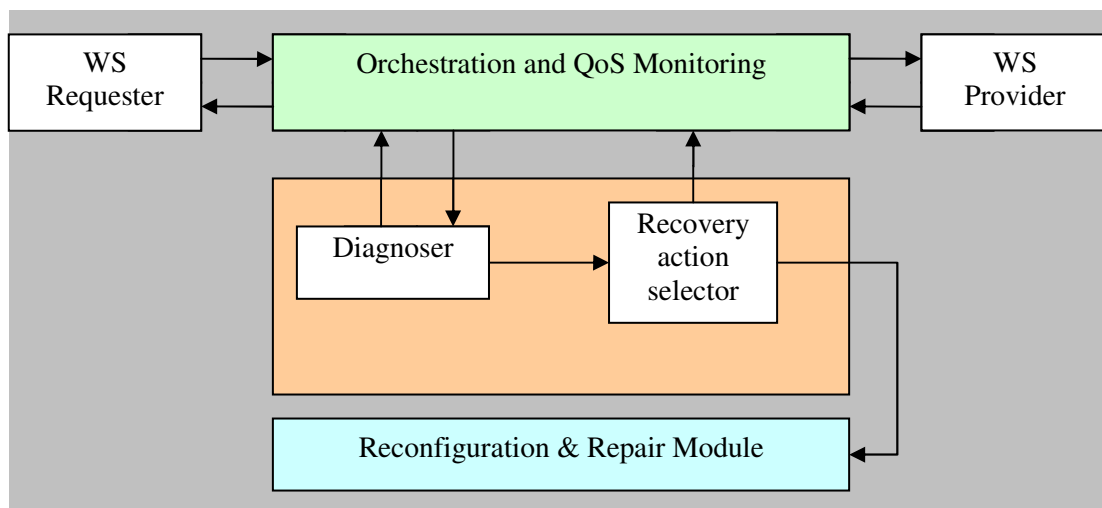 WS
Requester
Orchestration and QoS Monitoring
WS
Provider
Diagnoser
Recovery
action
selector
Reconfiguration & Repair Module